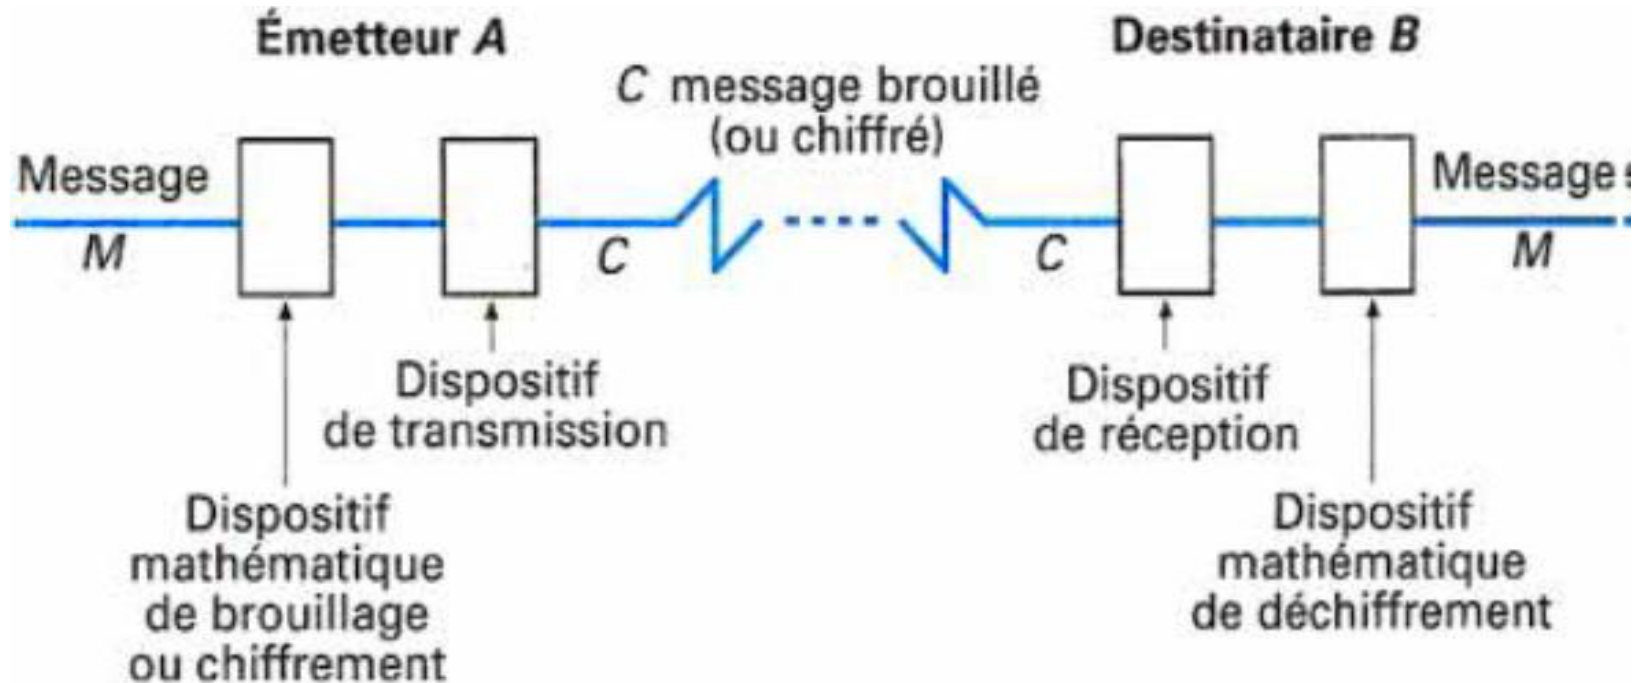 Émetteur A
Destinataire B
C message brouillé
(ou chiffré)
Message
M
C
C
Message
M
Dispositif
de transmission
Dispositif
de réception
Dispositif
mathématique
de brouillage
ou chiffrement
Dispositif
mathématique
de déchiffrement